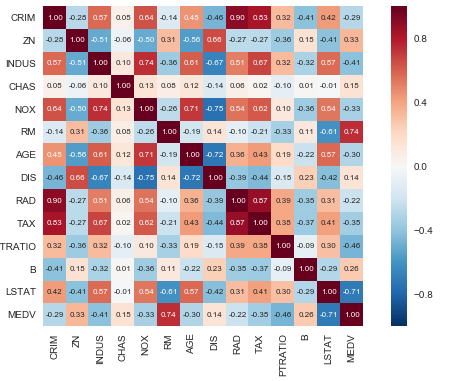 CRIM 1.00 -0.28 0.57 0.05 0.64 -0.14 0.45 -0.46 0.90 0.83 0.32 -0.41 0.42 -0.29
ZN -0.28 1.00 -0.51 -0.06 -0.50 0.31 -0.56 0.66 -0.27 -0.27 -0.36 0.15 -0.41 0.33
INDUS 0.57 -0.51 1.00 0.10 0.74 -0.36 0.61 -0.67 0.51 0.67 0.32 -0.32 0.57 -0.41
CHAS 0.05 -0.06 0.10 1.00 0.13 0.08 0.12 -0.14 0.06 0.02 -0.10 0.01 -0.01 0.15
NOX 0.64 -0.50 0.74 0.13 1.00 -0.26 0.71 -0.75 0.54 0.62 0.10 -0.36 0.54 -0.33
RM -0.14 0.31 -0.36 0.08 -0.26 1.00 -0.19 0.14 -0.10 -0.21 -0.33 0.11 -0.61 0.74
AGE 0.45 -0.56 0.61 0.12 0.71 -0.19 1.00 -0.72 0.36 0.43 0.19 -0.22 0.57 -0.30
DIS -0.46 0.66 -0.67 -0.14 -0.75 0.14 -0.72 1.00 -0.39 -0.44 -0.15 0.23 -0.42 0.14
RAD 0.90 -0.27 0.51 0.06 0.54 -0.10 0.36 -0.39 1.00 0.87 0.39 -0.35 0.31 -0.22
TAX 0.83 -0.27 0.67 0.02 0.62 -0.21 0.43 -0.44 0.87 1.00 0.38 -0.37 0.41 -0.35
TRATIO 0.32 -0.36 0.32 -0.10 0.10 -0.33 0.19 -0.15 0.39 0.38 1.00 -0.09 0.30 -0.46
B -0.41 0.15 -0.32 0.01 -0.36 0.11 -0.22 0.23 -0.35 -0.37 -0.09 1.00 -0.29 0.26
LSTAT 0.42 -0.41 0.57 -0.01 0.54 -0.61 0.57 -0.42 0.31 0.41 0.30 -0.29 1.00 -0.71
MEDV -0.29 0.33 -0.41 0.15 -0.33 0.74 -0.30 0.14 -0.22 -0.35 -0.46 0.26 -0.71 1.00
CRIM ZN INDUS CHAS NOX RM AGE DIS RAD TAX PTRATIO B LSTAT MEDV
0.8
0.4
0.0
−0.4
−0.8